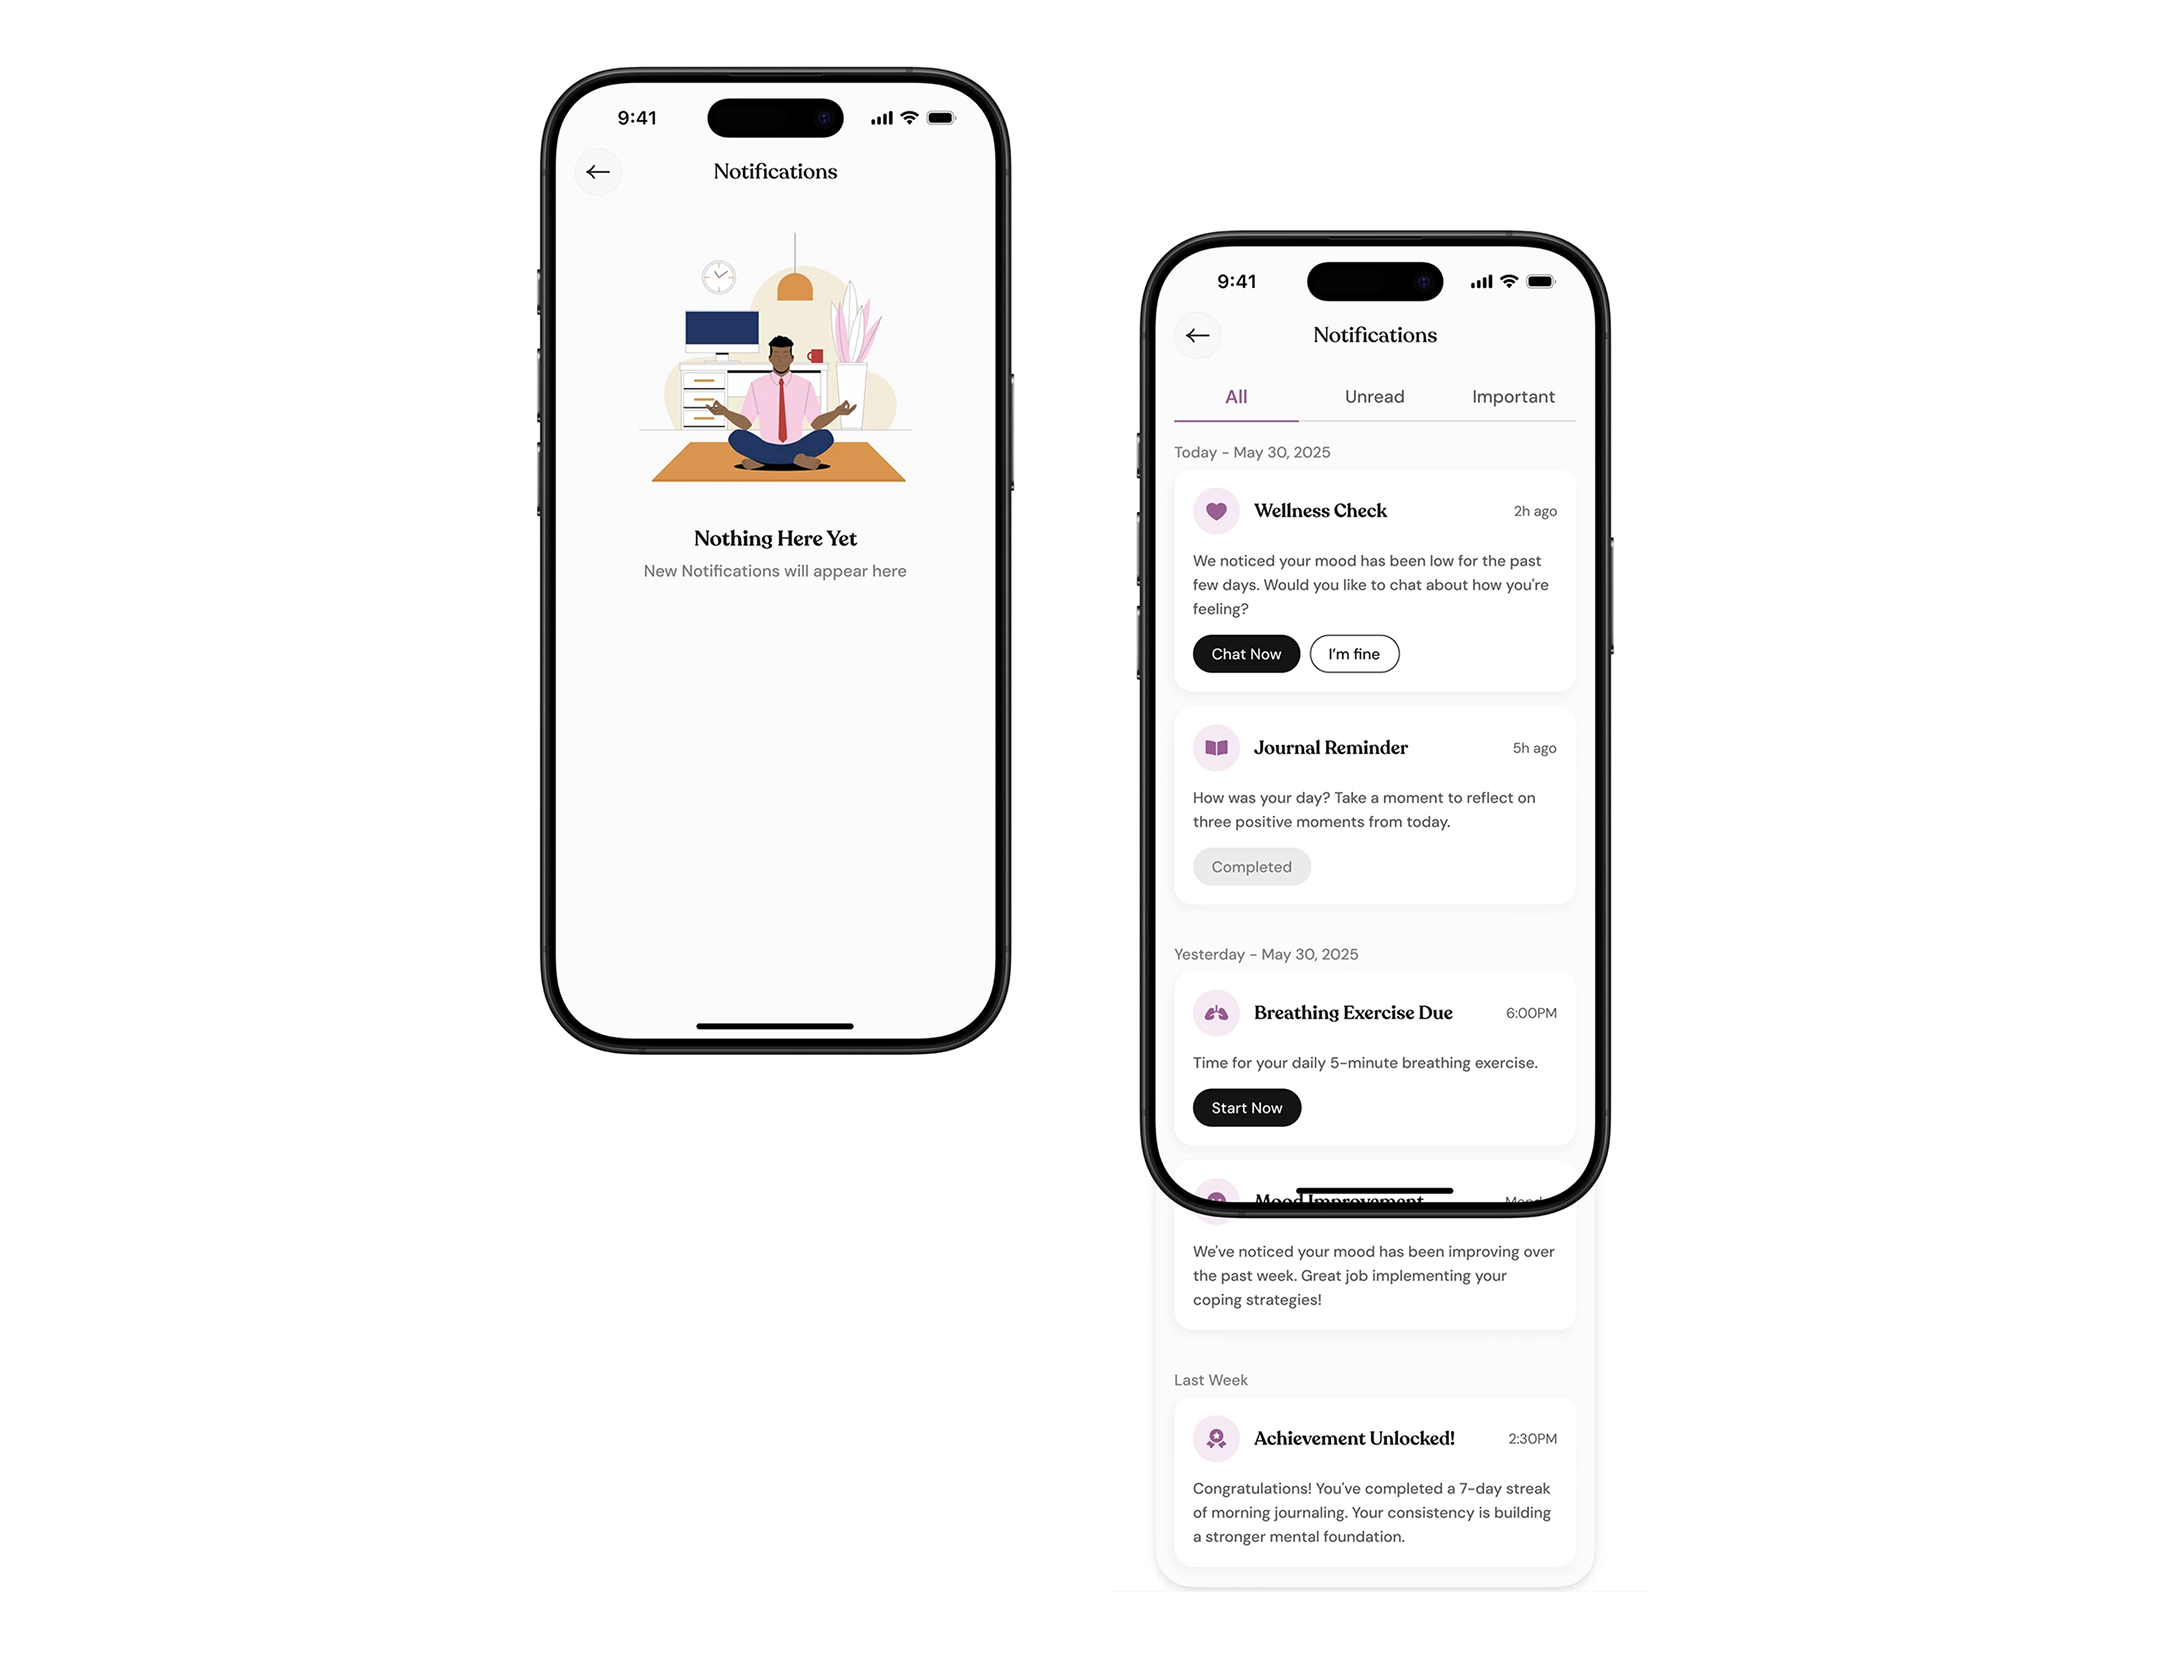 9:41
Notifications
Nothing Here Yet
New Notifications will appear here
9:41
Notifications
All Unread Important
Today - May 30, 2025
Wellness Check 2h ago
We noticed your mood has been low for the past
few days. Would you like to chat about how you're
feeling?
Chat Now I'm fine
Journal Reminder 5h ago
How was your day? Take a moment to reflect on
three positive moments from today.
Completed
Yesterday - May 30, 2025
Breathing Exercise Due 6:00PM
Time for your daily 5-minute breathing exercise.
Start Now
Mood Improvement
We've noticed your mood has been improving over
the past week. Great job implementing your
coping strategies!
Last Week
Achievement Unlocked! 2:30PM
Congratulations! You've completed a 7-day streak
of morning journaling. Your consistency is building
a stronger mental foundation.